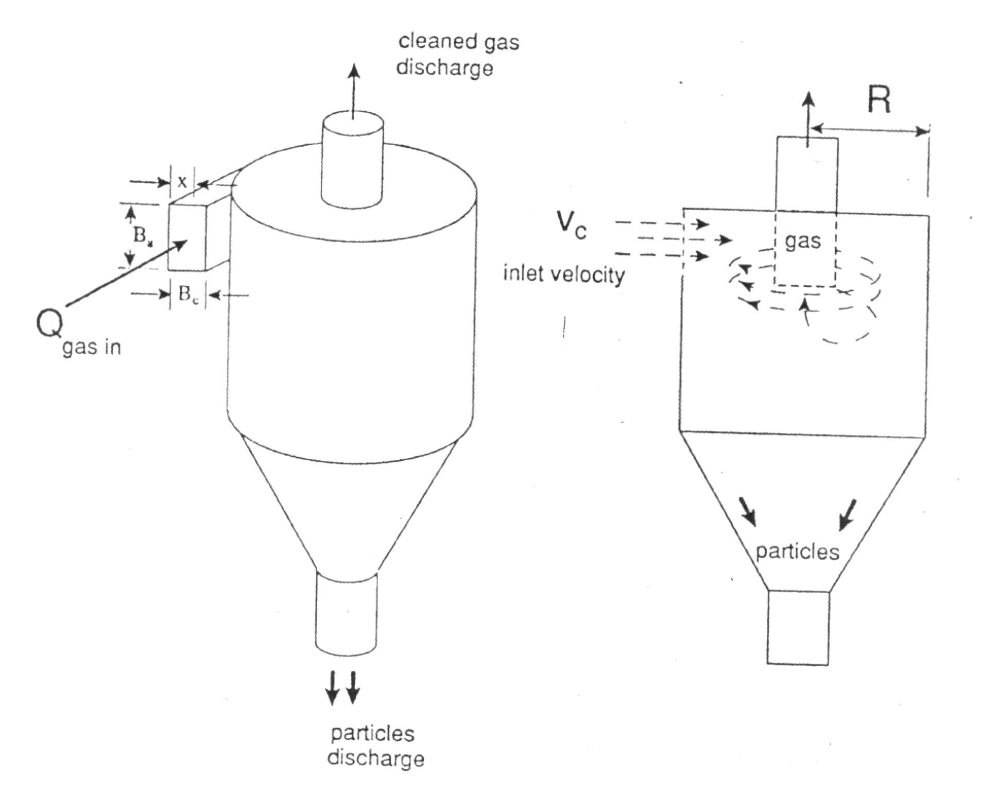 cleaned gas
discharge
R
x
B
V c
gas
inlet velocity
B c
Q
gas in
particles
particles
discharge